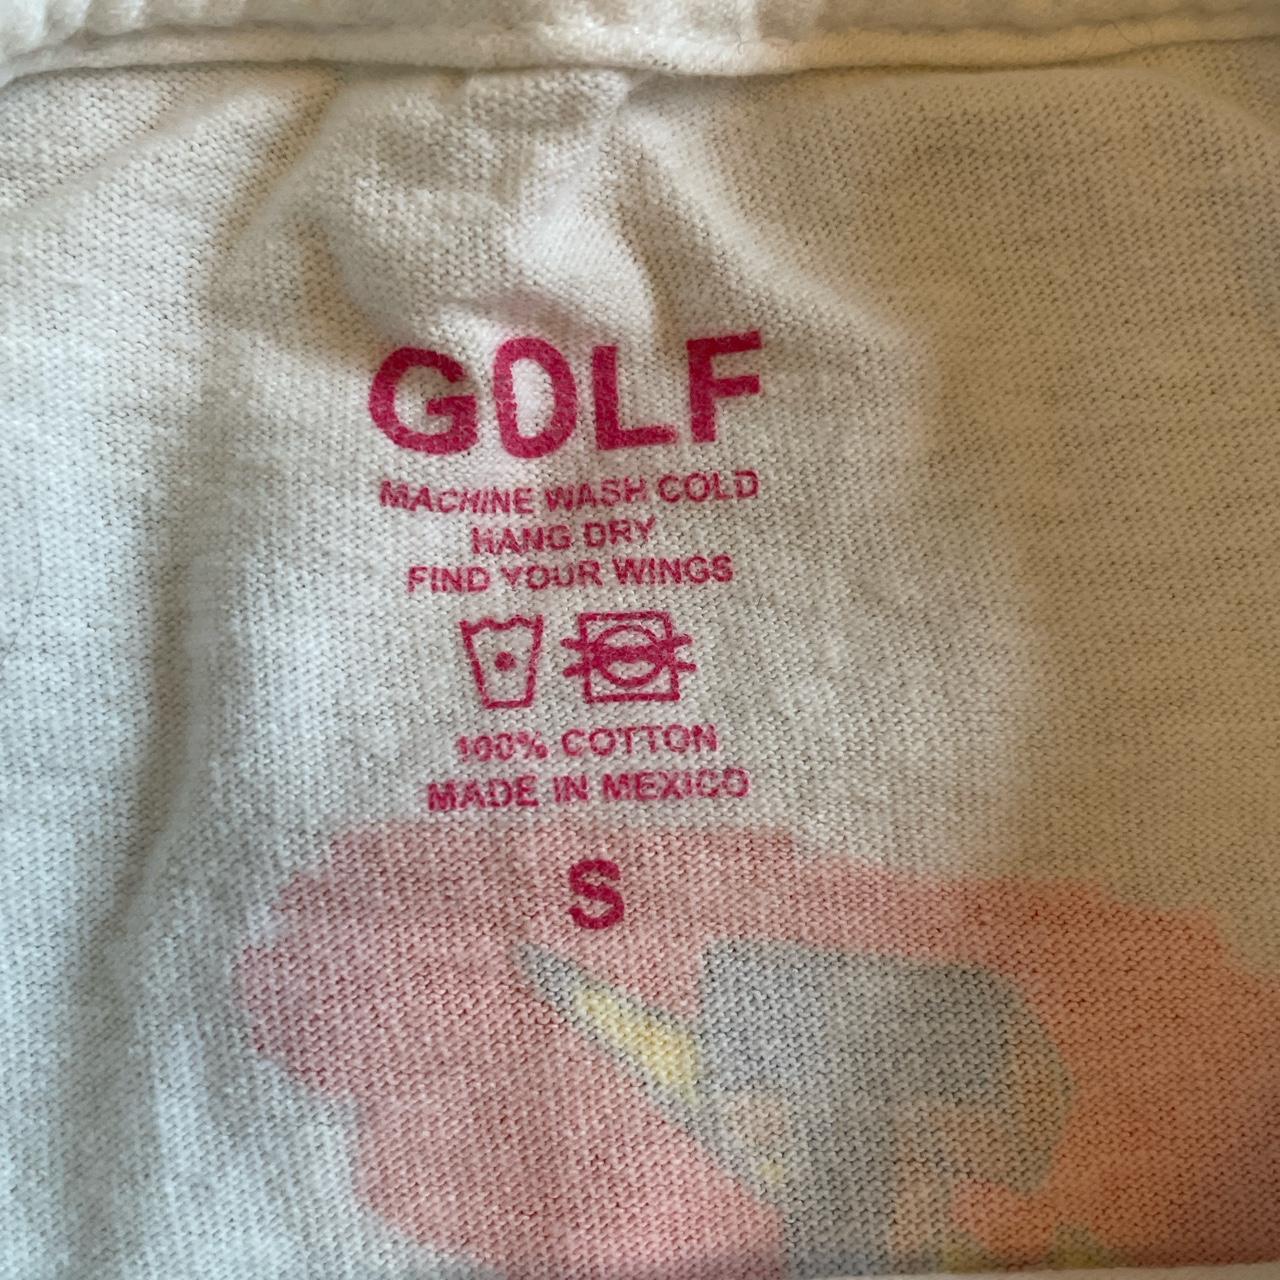 GOLF
MACHINE WASH COLD
HANG DRY
FIND YOUR WINGS
100% COTTON
MADE IN MEXICO
S